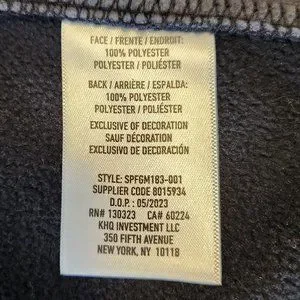 FACE / FRENTE / ENDROIT:
100% POLYESTER
POLYESTER / POLIÉSTER
BACK / ARRIÈRE / ESPALDA:
100% POLYESTER
POLYESTER / POLIÉSTER
EXCLUSIVE OF DECORATION
SAUF DÉCORATION
EXCLUSIVO DE DECORACIÓN
STYLE: SPFGM183-001
SUPPLIER CODE 8015934
D.O.P. : 05/2023
RN# 130323 CA# 60224
KHQ INVESTMENT LLC
350 FIFTH AVENUE
NEW YORK, NY 10118